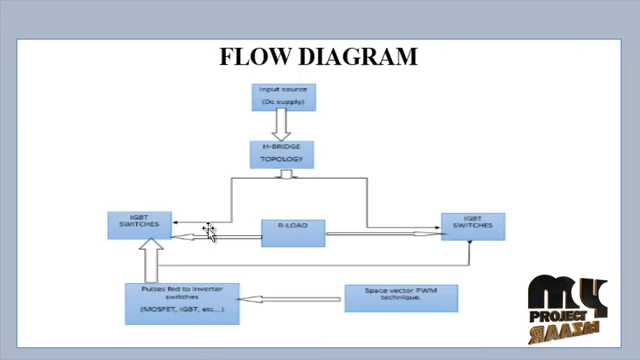 FLOW DIAGRAM
Input source
(Dc supply)
H-BRIDGE
TOPOLOGY
IGBT
SWITCHES
R-LOAD
IGBT
SWITCHES
Pulses fed to Inverter
switches
(MOSFET, IGBT, etc...)
Space vector PWM
technique.
my
PROJECT
BAZAAR